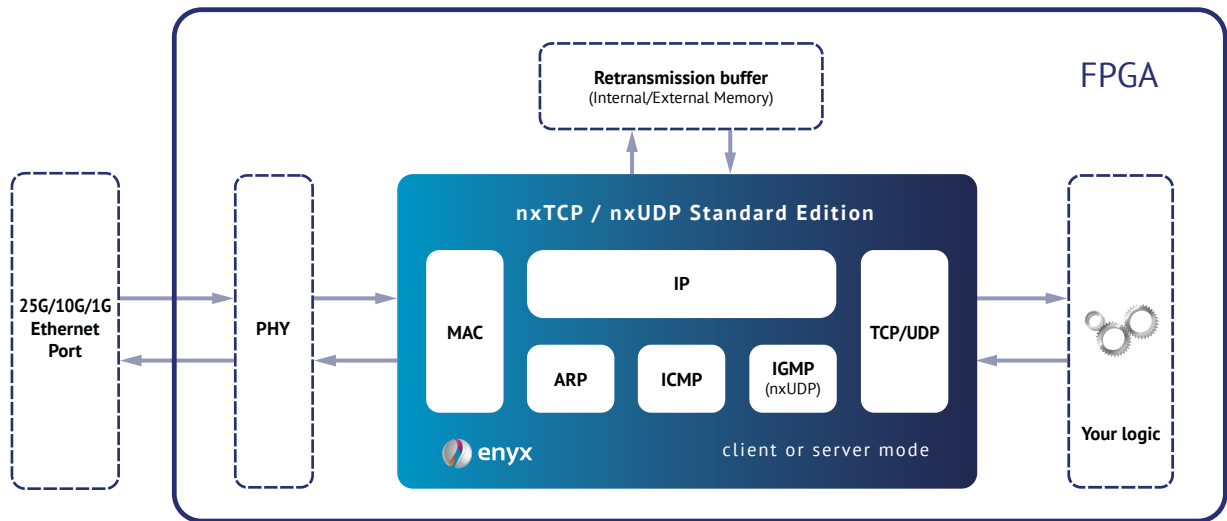 FPGA
Retransmission buffer
(Internal/External Memory)
nxTCP / nxUDP Standard Edition
25G/10G/1G
Ethernet
Port
PHY
MAC
IP
TCP/UDP
ARP
ICMP
IGMP
(nxUDP)
Your logic
enyx
client or server mode